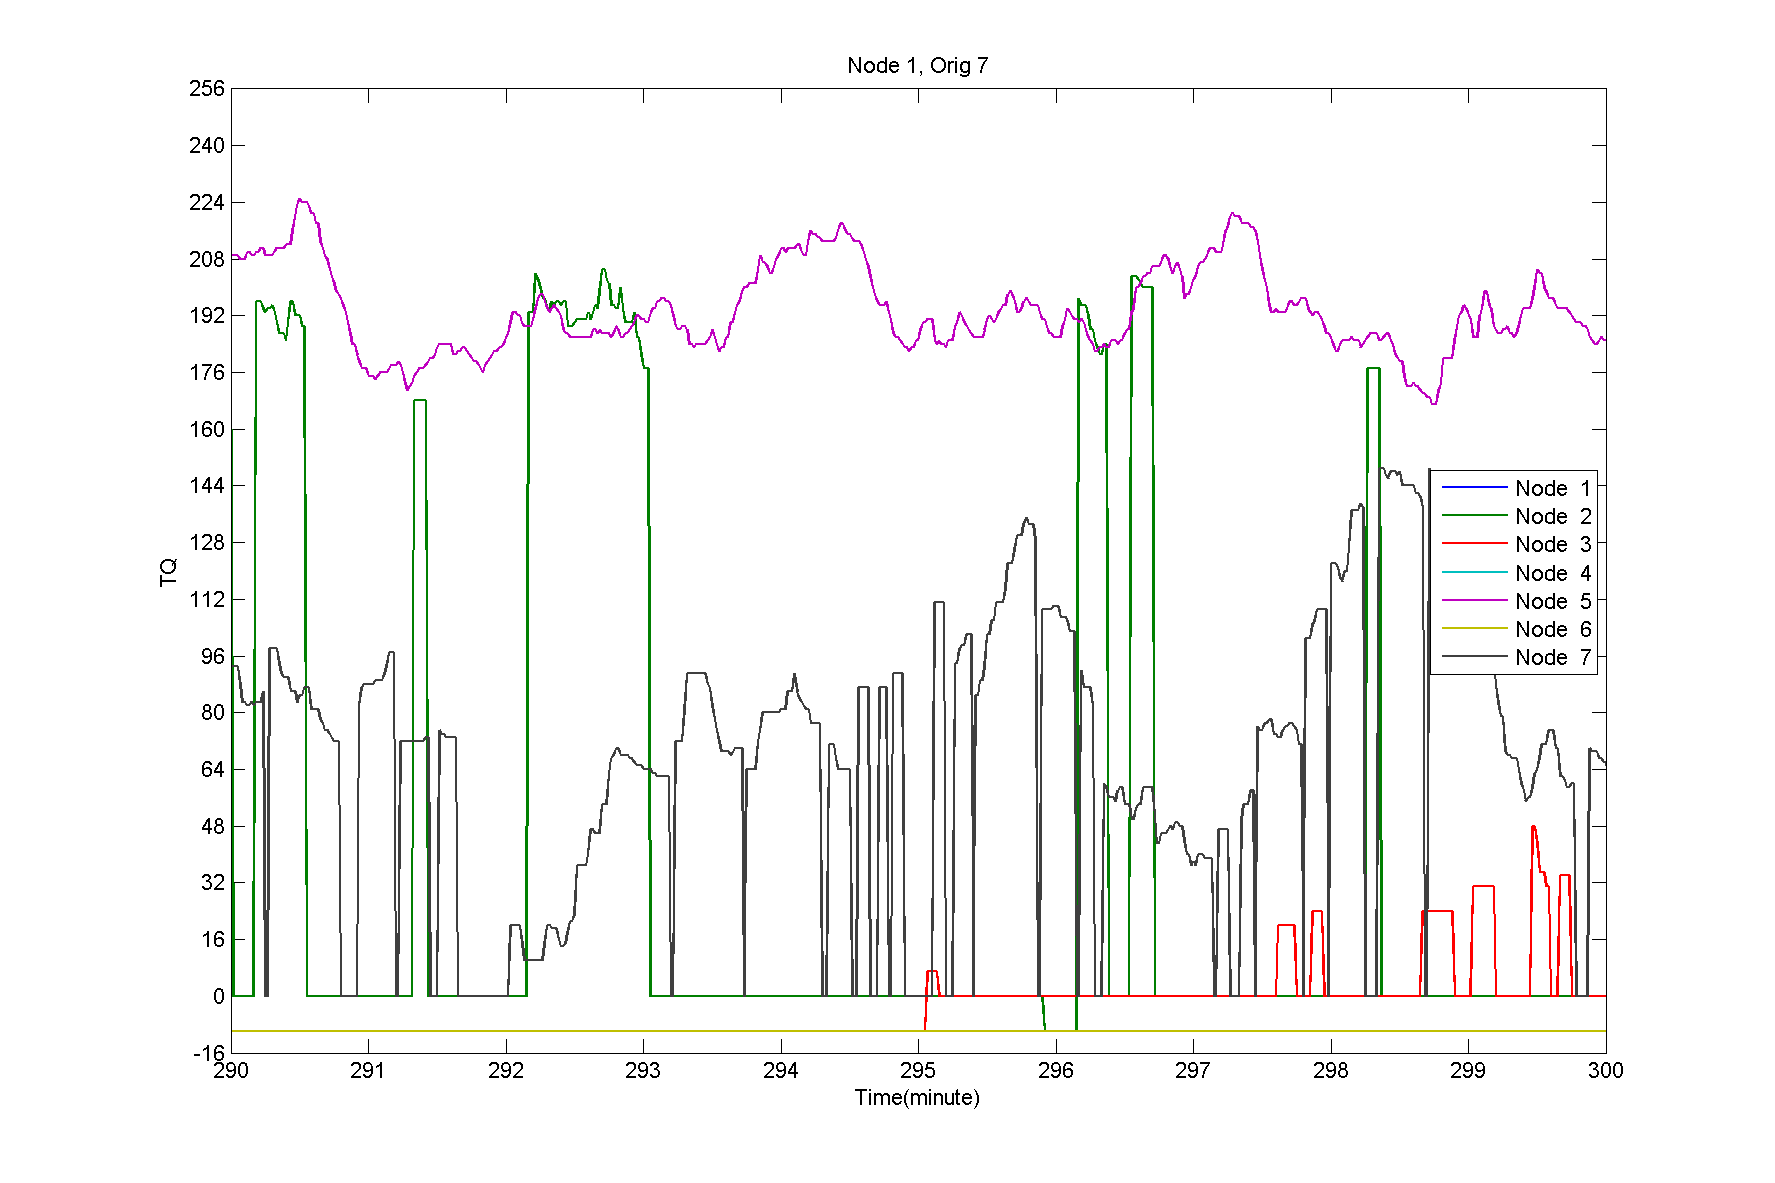 Node 1, Orig 7
256
240
224
208
192
176
160
144
128
112
96
80
64
48
32
16
0
-16
TQ
Node 1
Node 2
Node 3
Node 4
Node 5
Node 6
Node 7
290 291 292 293 294 295 296 297 298 299 300
Time(minute)